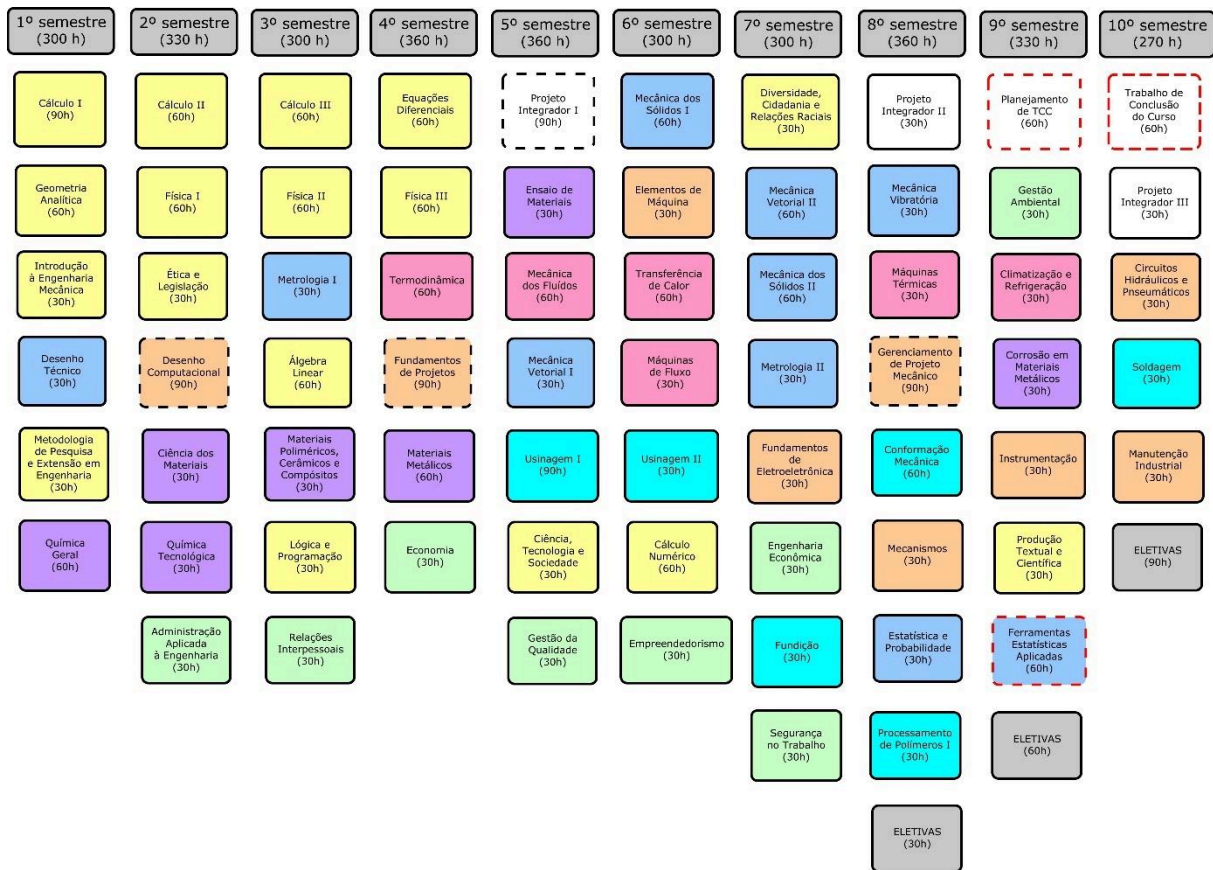 1º semestre
(300 h)
2º semestre
(330 h)
3º semestre
(300 h)
4º semestre
(360 h)
5º semestre
(360 h)
6º semestre
(300 h)
7º semestre
(300 h)
8º semestre
(360 h)
9º semestre
(330 h)
10º semestre
(270 h)
Cálculo I
(90h)
Cálculo II
(60h)
Cálculo III
(60h)
Equações
Diferenciais
(60h)
Projeto
Integrador I
(90h)
Mecânica dos
Sólidos I
(60h)
Diversidade,
Cidadania e
Relações Raciais
(30h)
Projeto
Integrador II
(30h)
Planejamento
de TCC
(60h)
Trabalho de
Conclusão
do Curso
(60h)
Geometria
Analítica
(60h)
Física I
(60h)
Física II
(60h)
Física III
(60h)
Ensaio de
Materiais
(30h)
Elementos de
Máquina
(30h)
Mecânica
Vetorial II
(60h)
Mecânica
Vibratória
(30h)
Gestão
Ambiental
(30h)
Projeto
Integrador III
(30h)
Introdução
à Engenharia
Mecânica
(30h)
Ética e
Legislação
(30h)
Metrologia I
(30h)
Termodinâmica
(60h)
Mecânica
dos Fluídos
(60h)
Transferência
de Calor
(60h)
Mecânica dos
Sólidos II
(60h)
Máquinas
Térmicas
(30h)
Climatização e
Refrigeração
(30h)
Circuitos
Hidráulicos e
Pnseumáticos
(30h)
Desenho
Técnico
(30h)
Desenho
Computacional
(90h)
Álgebra
Linear
(60h)
Fundamentos
de Projetos
(90h)
Mecânica
Vetorial I
(30h)
Máquinas
de Fluxo
(30h)
Metrologia II
(30h)
Gerenciamento
de Projeto
Mecânico
(90h)
Corrosão em
Materiais
Metálicos
(30h)
Soldagem
(30h)
Metodologia
de Pesquisa
e Extensão em
Engenharia
(30h)
Ciência dos
Materiais
(30h)
Materiais
Poliméricos,
Cerâmicos e
Compósitos
(30h)
Materiais
Metálicos
(60h)
Usinagem I
(90h)
Usinagem II
(30h)
Fundamentos
de
Eletroeletrônica
(30h)
Conformação
Mecânica
(60h)
Instrumentação
(30h)
Manutenção
Industrial
(30h)
Química
Geral
(60h)
Química
Tecnológica
(30h)
Lógica e
Programação
(30h)
Economia
(30h)
Ciência,
Tecnologia e
Sociedade
(30h)
Cálculo
Numérico
(60h)
Engenharia
Econômica
(30h)
Mecanismos
(30h)
Produção
Textual e
Científica
(30h)
ELETIVAS
(90h)
Administração
Aplicada
à Engenharia
(30h)
Relações
Interpessoais
(30h)
Gestão da
Qualidade
(30h)
Empreendedorismo
(30h)
Fundição
(30h)
Estatística e
Probabilidade
(30h)
Ferramentas
Estatísticas
Aplicadas
(60h)
Segurança
no Trabalho
(30h)
Processamento
de Polímeros I
(30h)
ELETIVAS
(60h)
ELETIVAS
(30h)